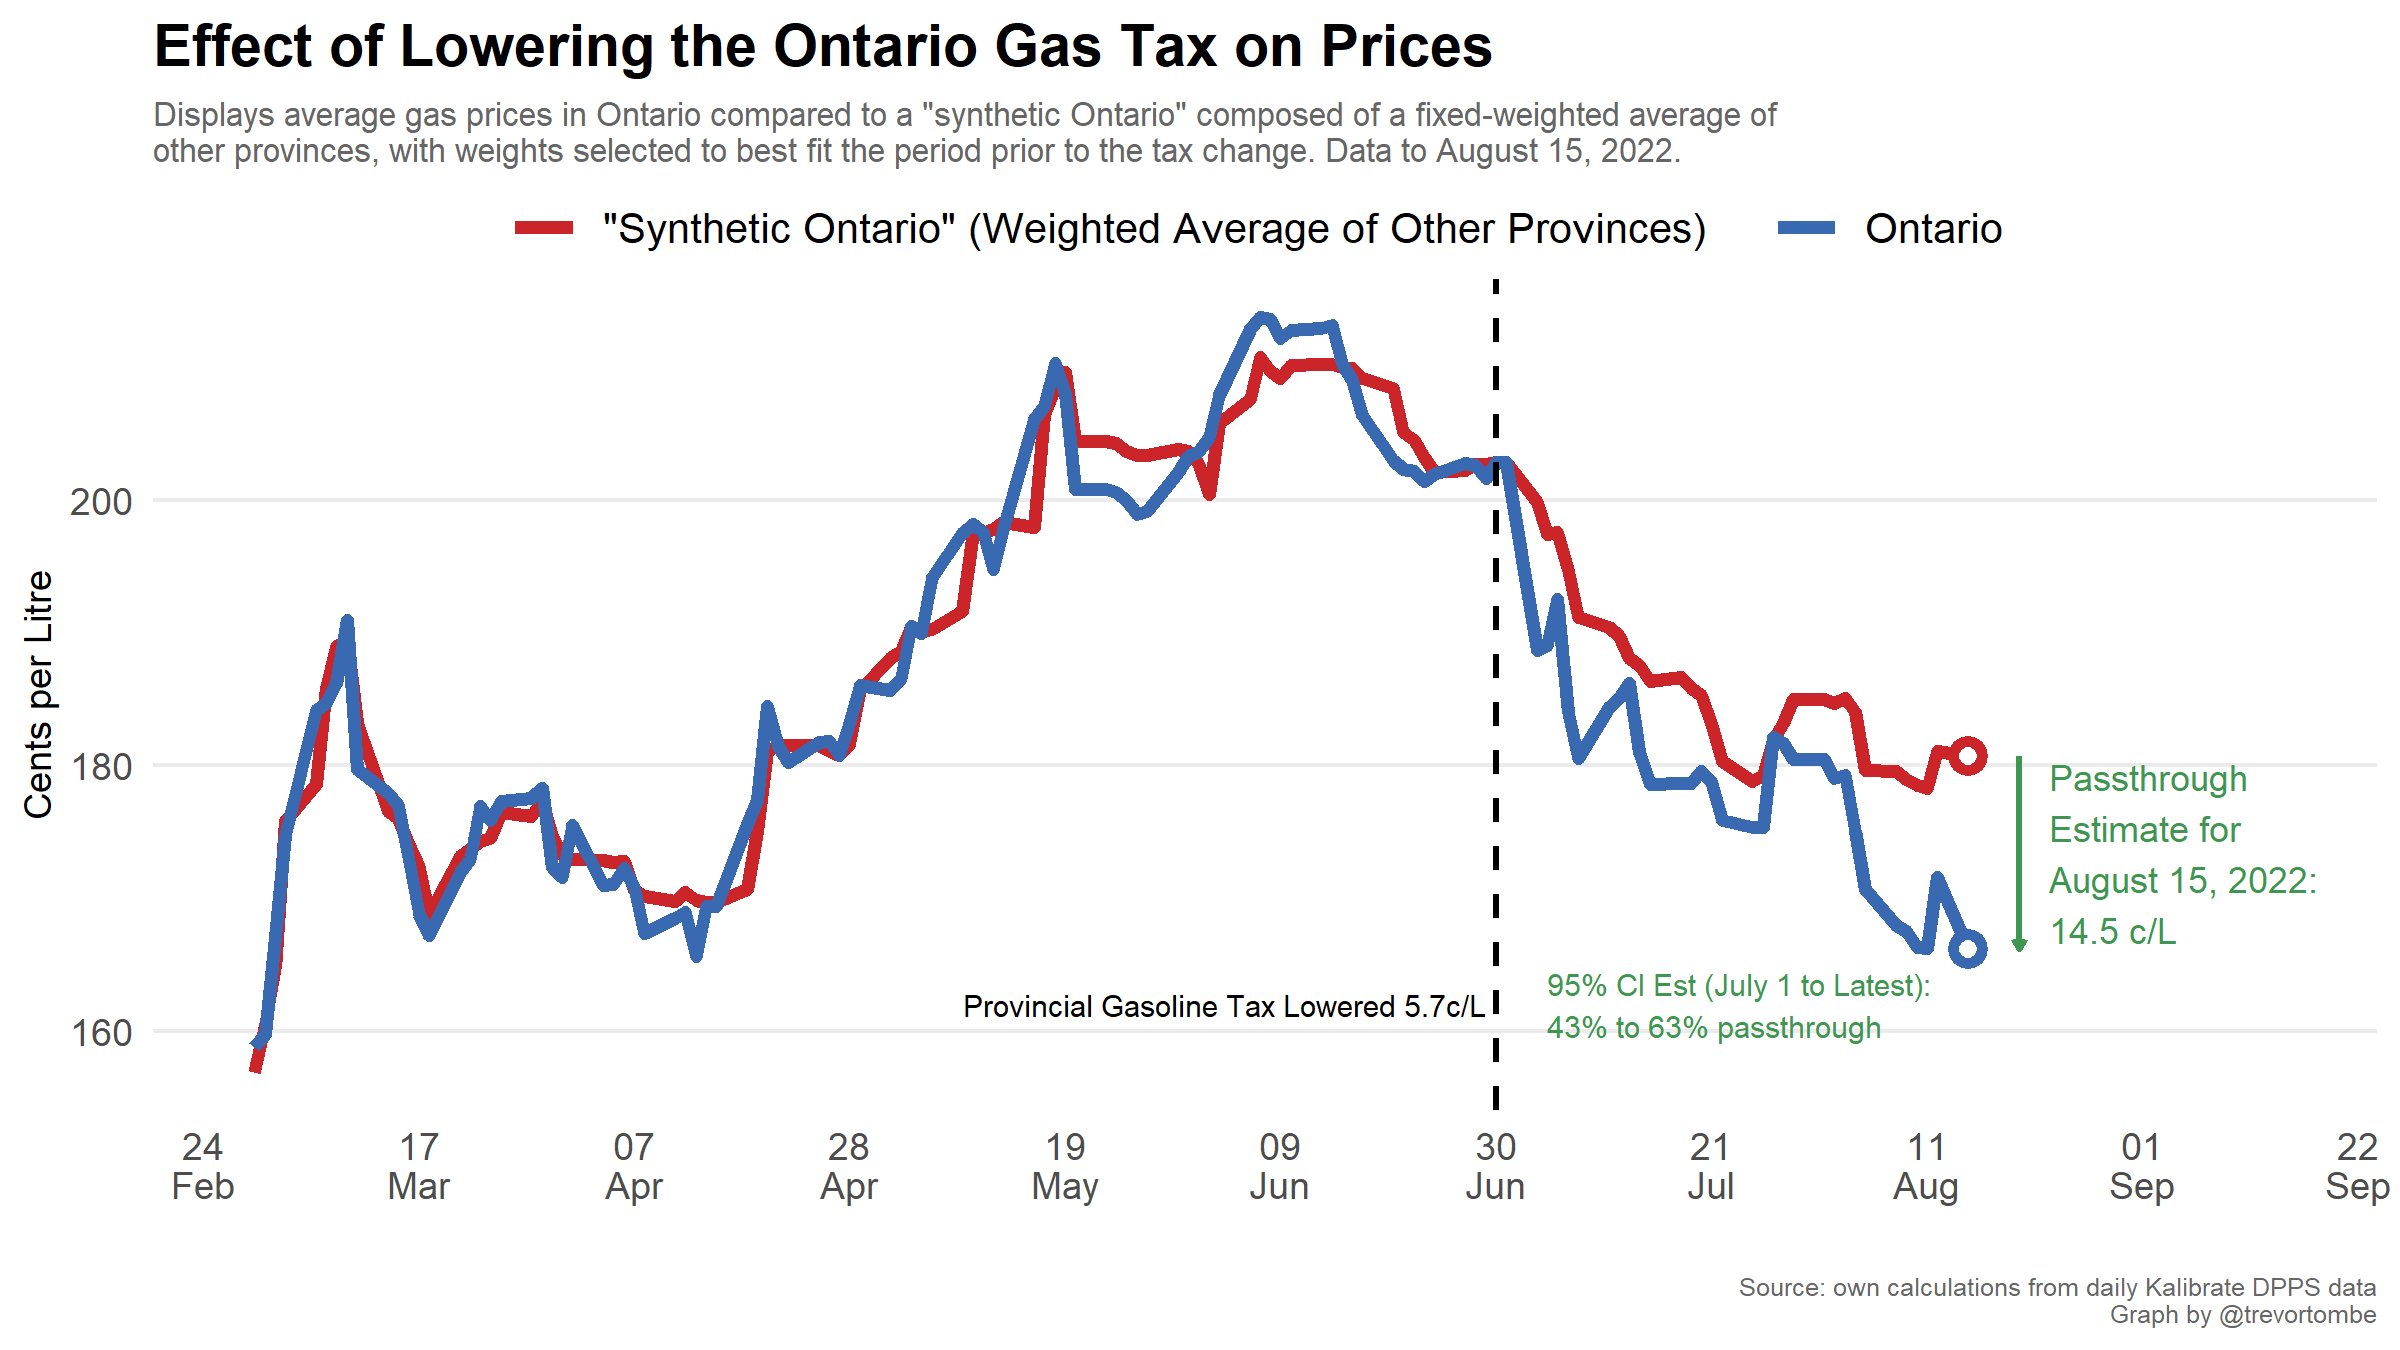 Effect of Lowering the Ontario Gas Tax on Prices
Displays average gas prices in Ontario compared to a "synthetic Ontario" composed of a fixed-weighted average of
other provinces, with weights selected to best fit the period prior to the tax change. Data to August 15, 2022.
"Synthetic Ontario" (Weighted Average of Other Provinces) Ontario
Cents per Litre
200
180
160
Passthrough
Estimate for
August 15, 2022:
14.5 c/L
95% CI Est (July 1 to Latest):
43% to 63% passthrough
Provincial Gasoline Tax Lowered 5.7c/L
24 17 07 28 19 09 30 21 11 01 22
Feb Mar Apr Apr May Jun Jun Jul Aug Sep Sep
Source: own calculations from daily Kalibrate DPPS data
Graph by @trevortombe